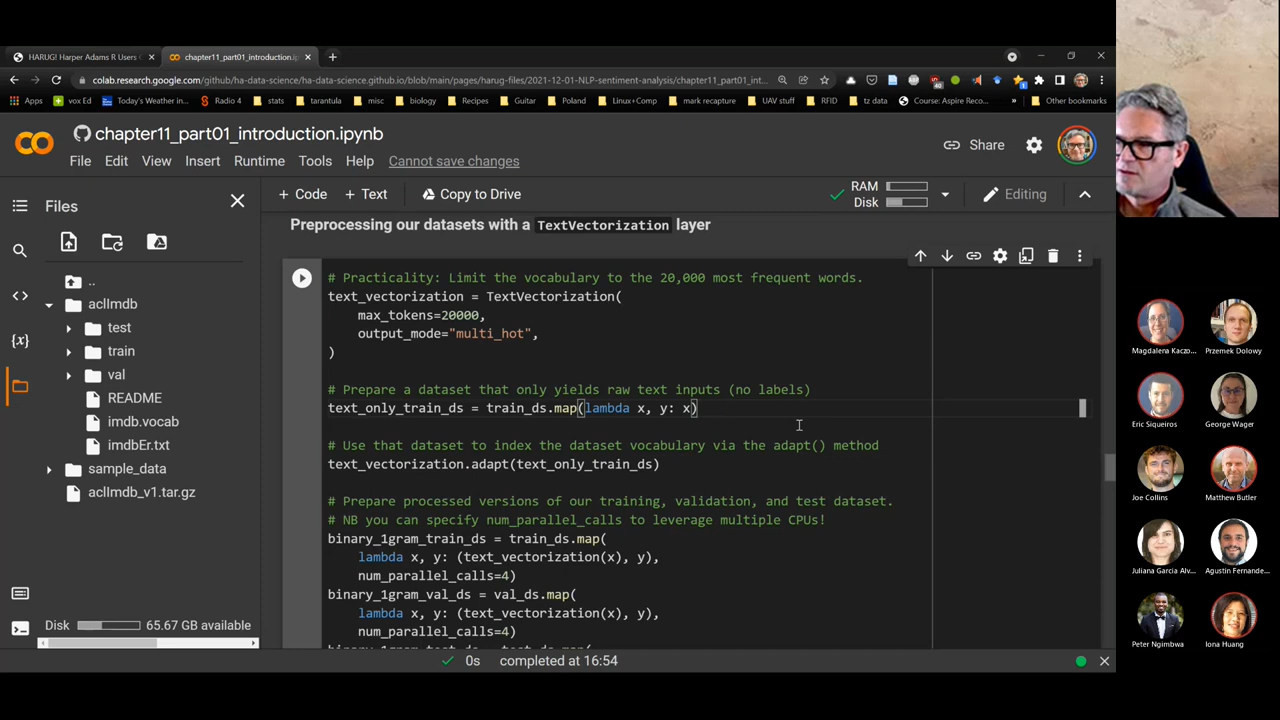 HARUG! Harper Adams R Users
chapter11_part01_introduction.ip
colab.research.google.com/github/ha-data-science/ha-data-science.github.io/blob/main/pages/harug-files/2021-12-01-NLP-sentiment-analysis/chapter11_part01_int...
Apps
vox Ed
Today's Weather in...
Radio 4
stats
tarantula
misc
biology
Recipes
Guitar
Poland
Linux+Comp
mark recapture
UAV stuff
RFID
tz data
Course: Aspire Reco...
»
Other bookmarks
chapter11_part01_introduction.ipynb
File Edit View Insert Runtime Tools Help Cannot save changes
Share
+ Code + Text Copy to Drive
RAM
Disk
Editing
Files
..
aclImdb
test
train
val
README
imdb.vocab
imdbEr.txt
sample_data
aclImdb_v1.tar.gz
Disk 65.67 GB available
Preprocessing our datasets with a TextVectorization layer
# Practicality: Limit the vocabulary to the 20,000 most frequent words.
text_vectorization = TextVectorization(
max_tokens=20000,
output_mode="multi_hot",
)
# Prepare a dataset that only yields raw text inputs (no labels)
text_only_train_ds = train_ds.map(lambda x, y: x)
# Use that dataset to index the dataset vocabulary via the adapt() method
text_vectorization.adapt(text_only_train_ds)
# Prepare processed versions of our training, validation, and test dataset.
# NB you can specify num_parallel_calls to leverage multiple CPUs!
binary_1gram_train_ds = train_ds.map(
lambda x, y: (text_vectorization(x), y),
num_parallel_calls=4)
binary_1gram_val_ds = val_ds.map(
lambda x, y: (text_vectorization(x), y),
num_parallel_calls=4)
0s completed at 16:54
Magdalena Kaczo...
Przemek Dolowy
Eric Siqueiros
George Wager
Joe Collins
Matthew Butler
Juliana Garcia Alv...
Agustin Fernande...
Peter Ngimbwa
Iona Huang